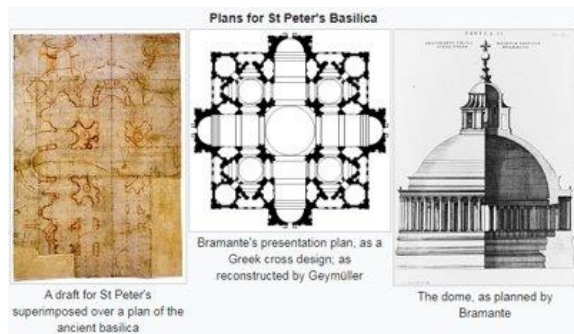 Plans for St Peter's Basilica
A draft for St Peter's
superimposed over a plan of the
ancient basilica
Bramante's presentation plan, as a
Greek cross design; as
reconstructed by Geymüller
The dome, as planned by
Bramante